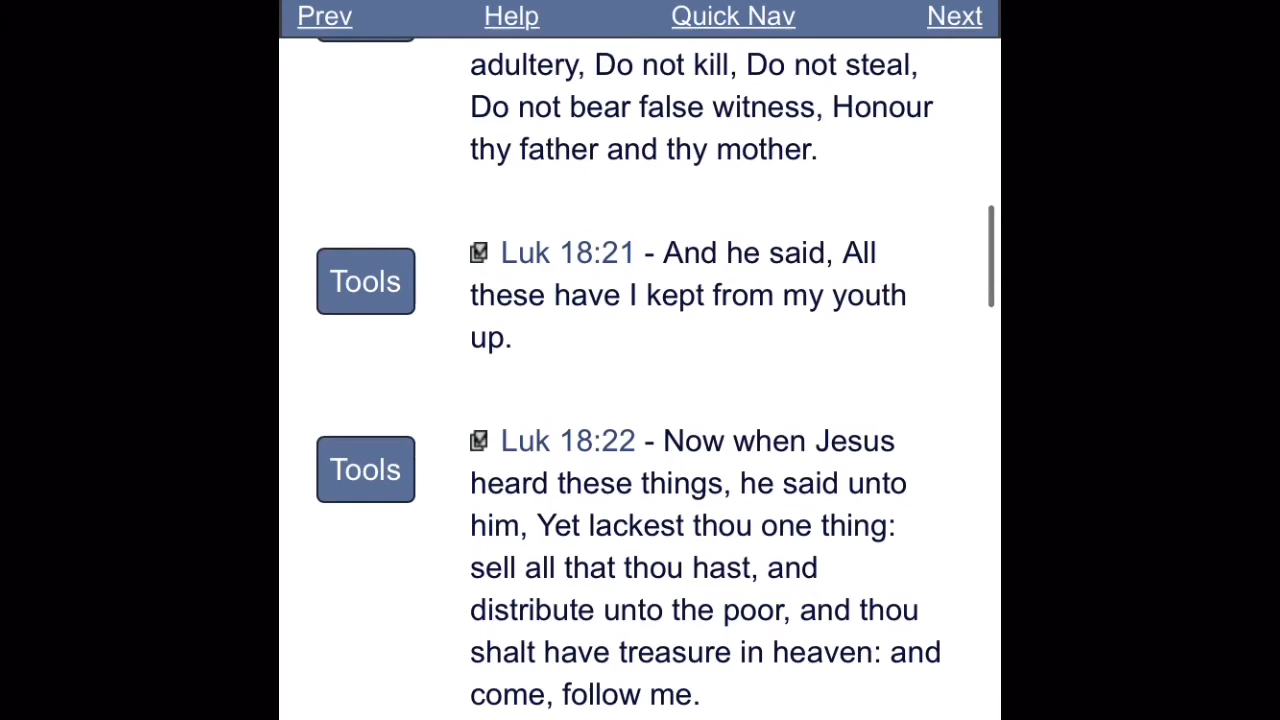 Prev Help Quick Nav Next
adultery, Do not kill, Do not steal,
Do not bear false witness, Honour
thy father and thy mother.
Tools
Luk 18:21 - And he said, All
these have I kept from my youth
up.
Tools
Luk 18:22 - Now when Jesus
heard these things, he said unto
him, Yet lackest thou one thing:
sell all that thou hast, and
distribute unto the poor, and thou
shalt have treasure in heaven: and
come, follow me.